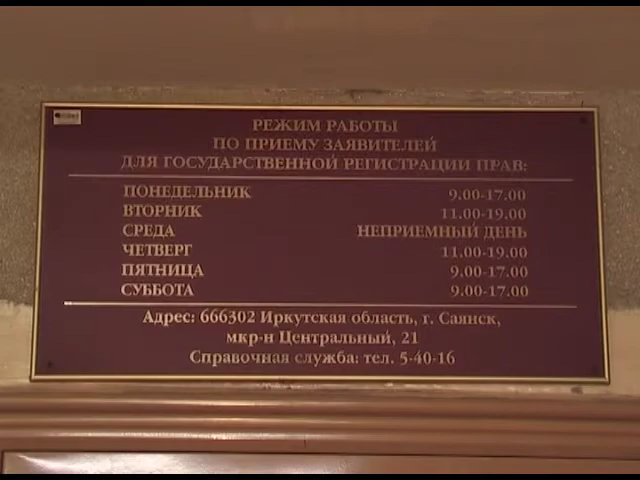 РЕЖИМ РАБОТЫ
ПО ПРИЕМУ ЗАЯВИТЕЛЕЙ
ДЛЯ ГОСУДАРСТВЕННОЙ РЕГИСТРАЦИИ ПРАВ:
ПОНЕДЕЛЬНИК 9.00-17.00
ВТОРНИК 11.00-19.00
СРЕДА НЕПРИЕМНЫЙ ДЕНЬ
ЧЕТВЕРГ 11.00-19.00
ПЯТНИЦА 9.00-17.00
СУББОТА 9.00-17.00
Адрес: 666302 Иркутская область, г. Саянск,
мкр-н Центральный, 21
Справочная служба: тел. 5-40-16